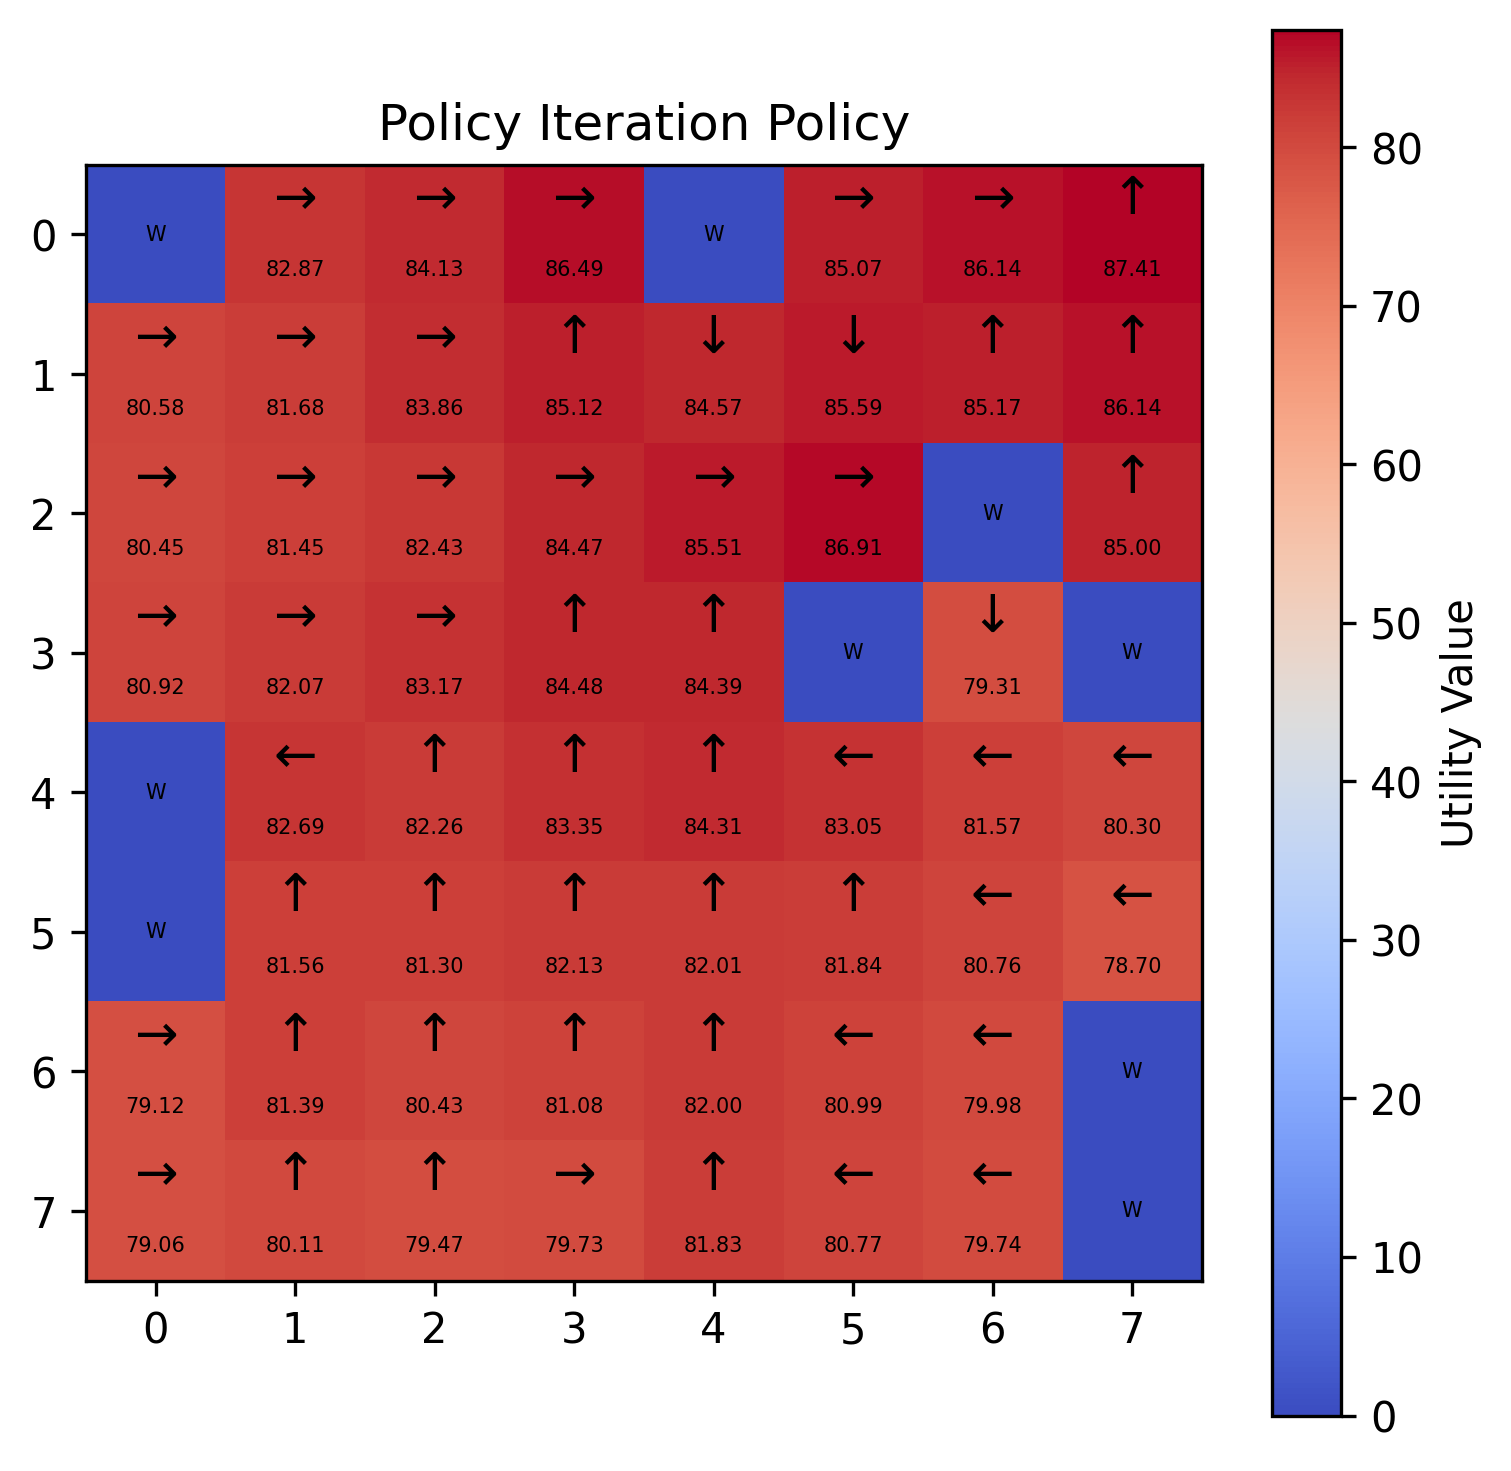 Policy Iteration Policy
0 W → → → W → → ↑
82.87 84.13 86.49 85.07 86.14 87.41
1 → → → ↑ ↓ ↓ ↑ ↑
80.58 81.68 83.86 85.12 84.57 85.59 85.17 86.14
2 → → → → → → W ↑
80.45 81.45 82.43 84.47 85.51 86.91 85.00
3 → → → ↑ ↑ W ↓ W
80.92 82.07 83.17 84.48 84.39 79.31
4 W ← ↑ ↑ ↑ ← ← ←
82.69 82.26 83.35 84.31 83.05 81.57 80.30
5 W ↑ ↑ ↑ ↑ ↑ ← ←
81.56 81.30 82.13 82.01 81.84 80.76 78.70
6 → ↑ ↑ ↑ ↑ ← ← W
79.12 81.39 80.43 81.08 82.00 80.99 79.98
7 → ↑ ↑ → ↑ ← ← W
79.06 80.11 79.47 79.73 81.83 80.77 79.74
0 1 2 3 4 5 6 7
80
70
60
50
40
30
20
10
0
Utility Value